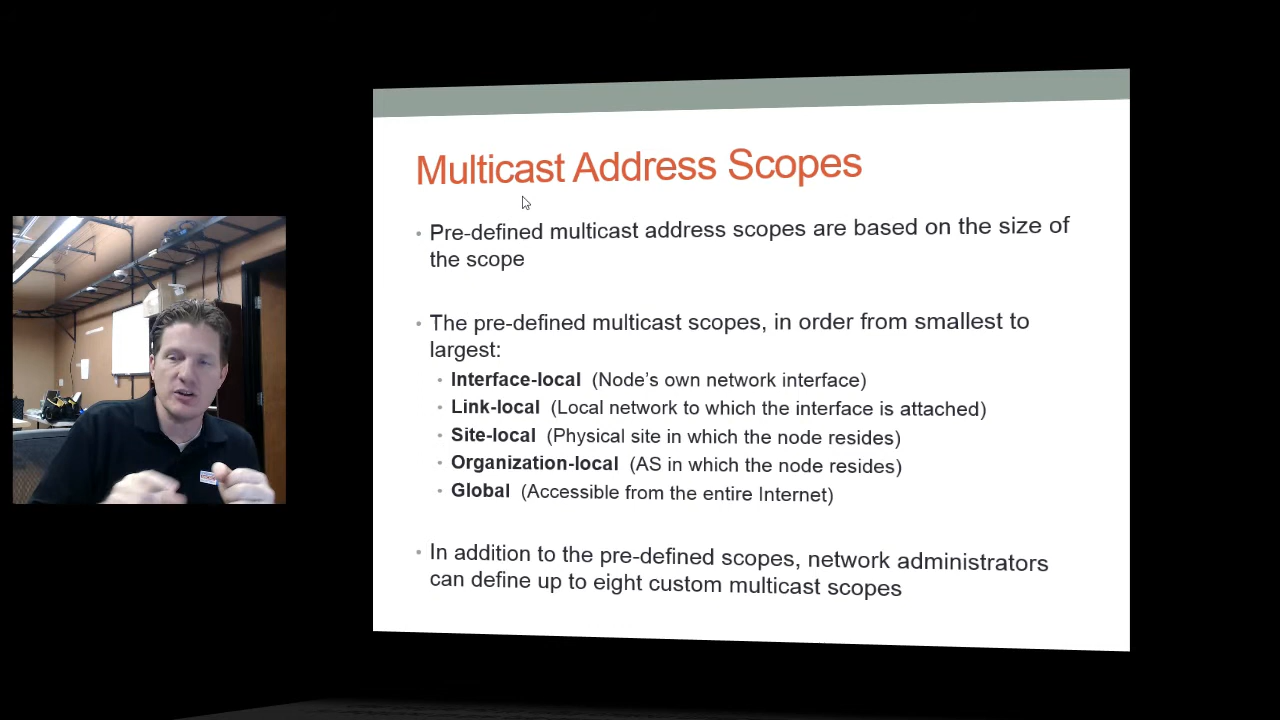 Multicast Address Scopes
Pre-defined multicast address scopes are based on the size of
the scope
The pre-defined multicast scopes, in order from smallest to
largest:
Interface-local (Node's own network interface)
Link-local (Local network to which the interface is attached)
Site-local (Physical site in which the node resides)
Organization-local (AS in which the node resides)
Global (Accessible from the entire Internet)
In addition to the pre-defined scopes, network administrators
can define up to eight custom multicast scopes